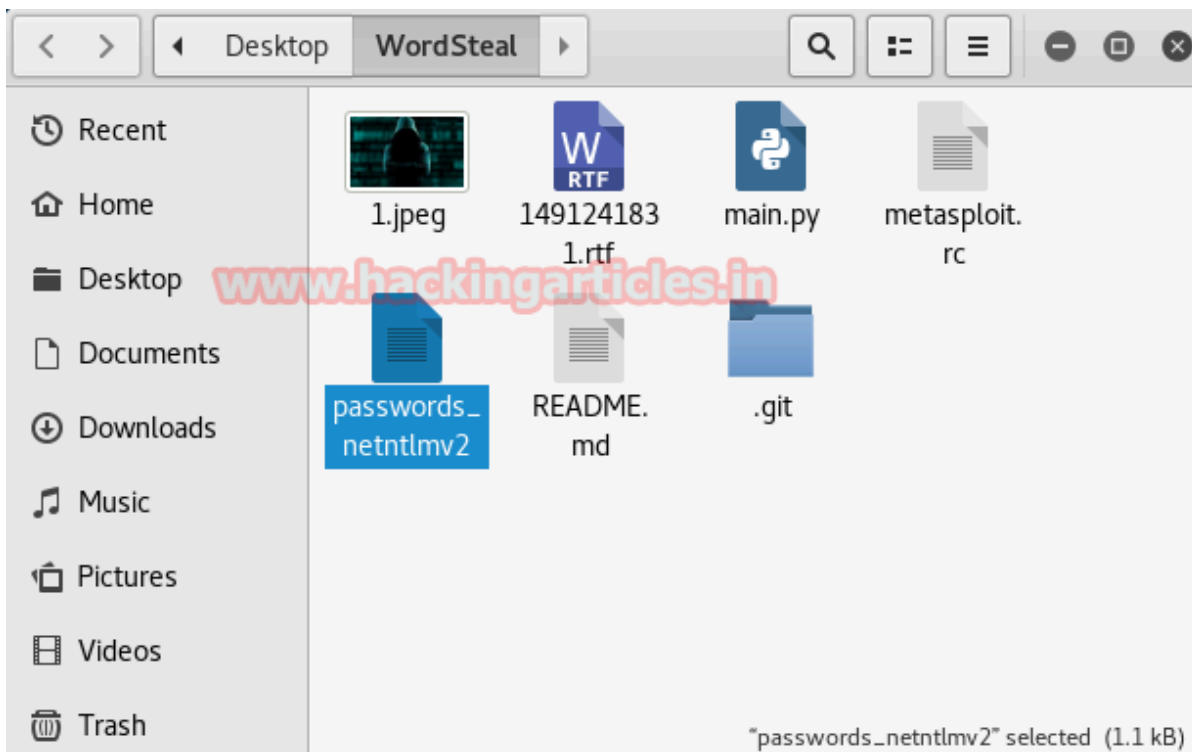 Desktop WordSteal
Recent
Home
Desktop
Documents
Downloads
Music
Pictures
Videos
Trash
1.jpeg
W
RTF
149124183
1.rtf
main.py
metasploit.
rc
www.hackingarticles.in
passwords_
netntlmv2
README.
md
.git
"passwords_netntlmv2" selected (1.1 kB)